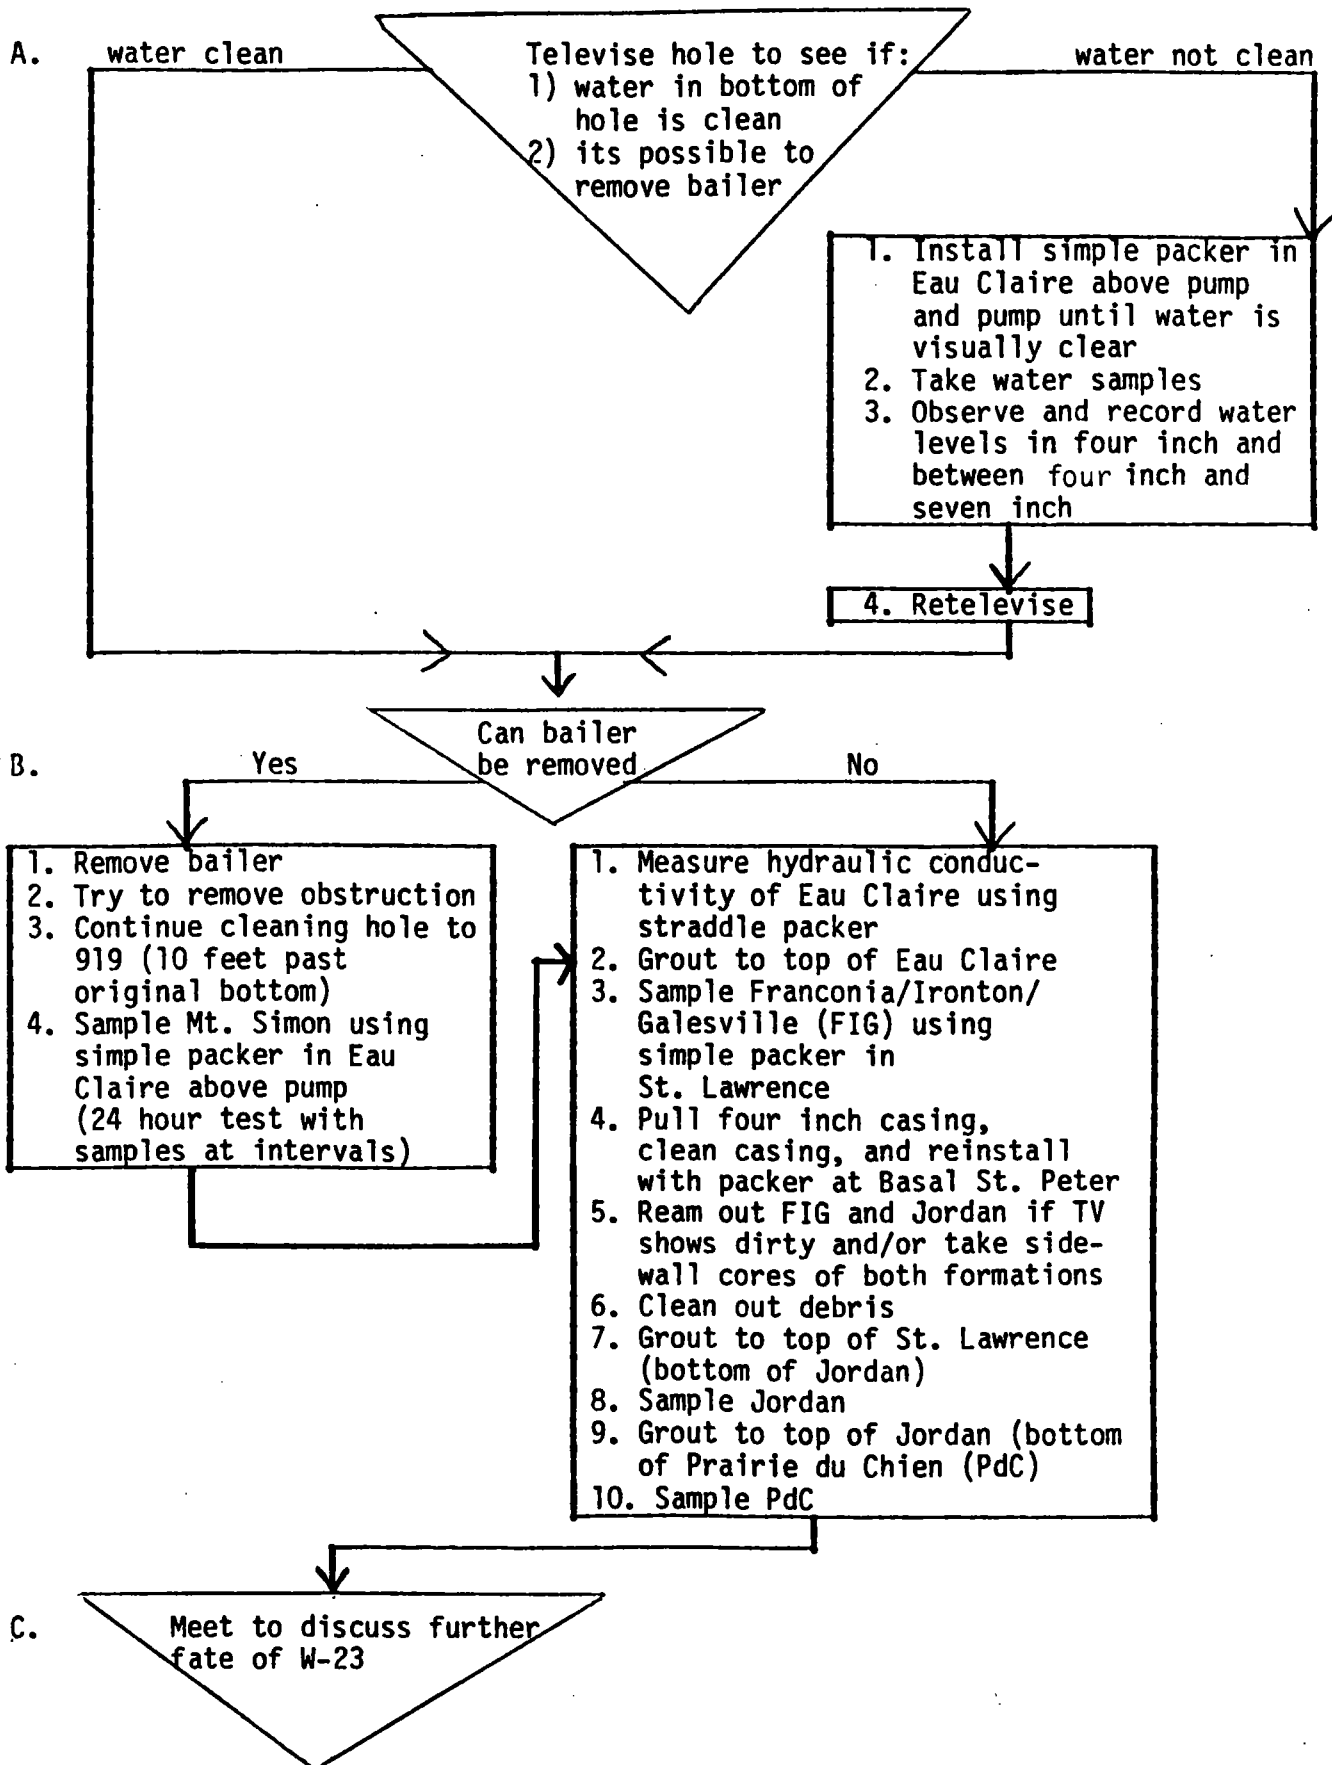 A.
water clean
Televise hole to see if:
1) water in bottom of
hole is clean
2) its possible to
remove bailer
water not clean
1. Install simple packer in
Eau Claire above pump
and pump until water is
visually clear
2. Take water samples
3. Observe and record water
levels in four inch and
between four inch and
seven inch
4. Retelevise
Can bailer
be removed
B.
Yes
No
1. Remove bailer
2. Try to remove obstruction
3. Continue cleaning hole to
919 (10 feet past
original bottom)
4. Sample Mt. Simon using
simple packer in Eau
Claire above pump
(24 hour test with
samples at intervals)
1. Measure hydraulic conduc-
tivity of Eau Claire using
straddle packer
2. Grout to top of Eau Claire
3. Sample Franconia/Ironton/
Galesville (FIG) using
simple packer in
St. Lawrence
4. Pull four inch casing,
clean casing, and reinstall
with packer at Basal St. Peter
5. Ream out FIG and Jordan if TV
shows dirty and/or take side-
wall cores of both formations
6. Clean out debris
7. Grout to top of St. Lawrence
(bottom of Jordan)
8. Sample Jordan
9. Grout to top of Jordan (bottom
of Prairie du Chien (PdC)
10. Sample PdC
C.
Meet to discuss further
fate of W-23